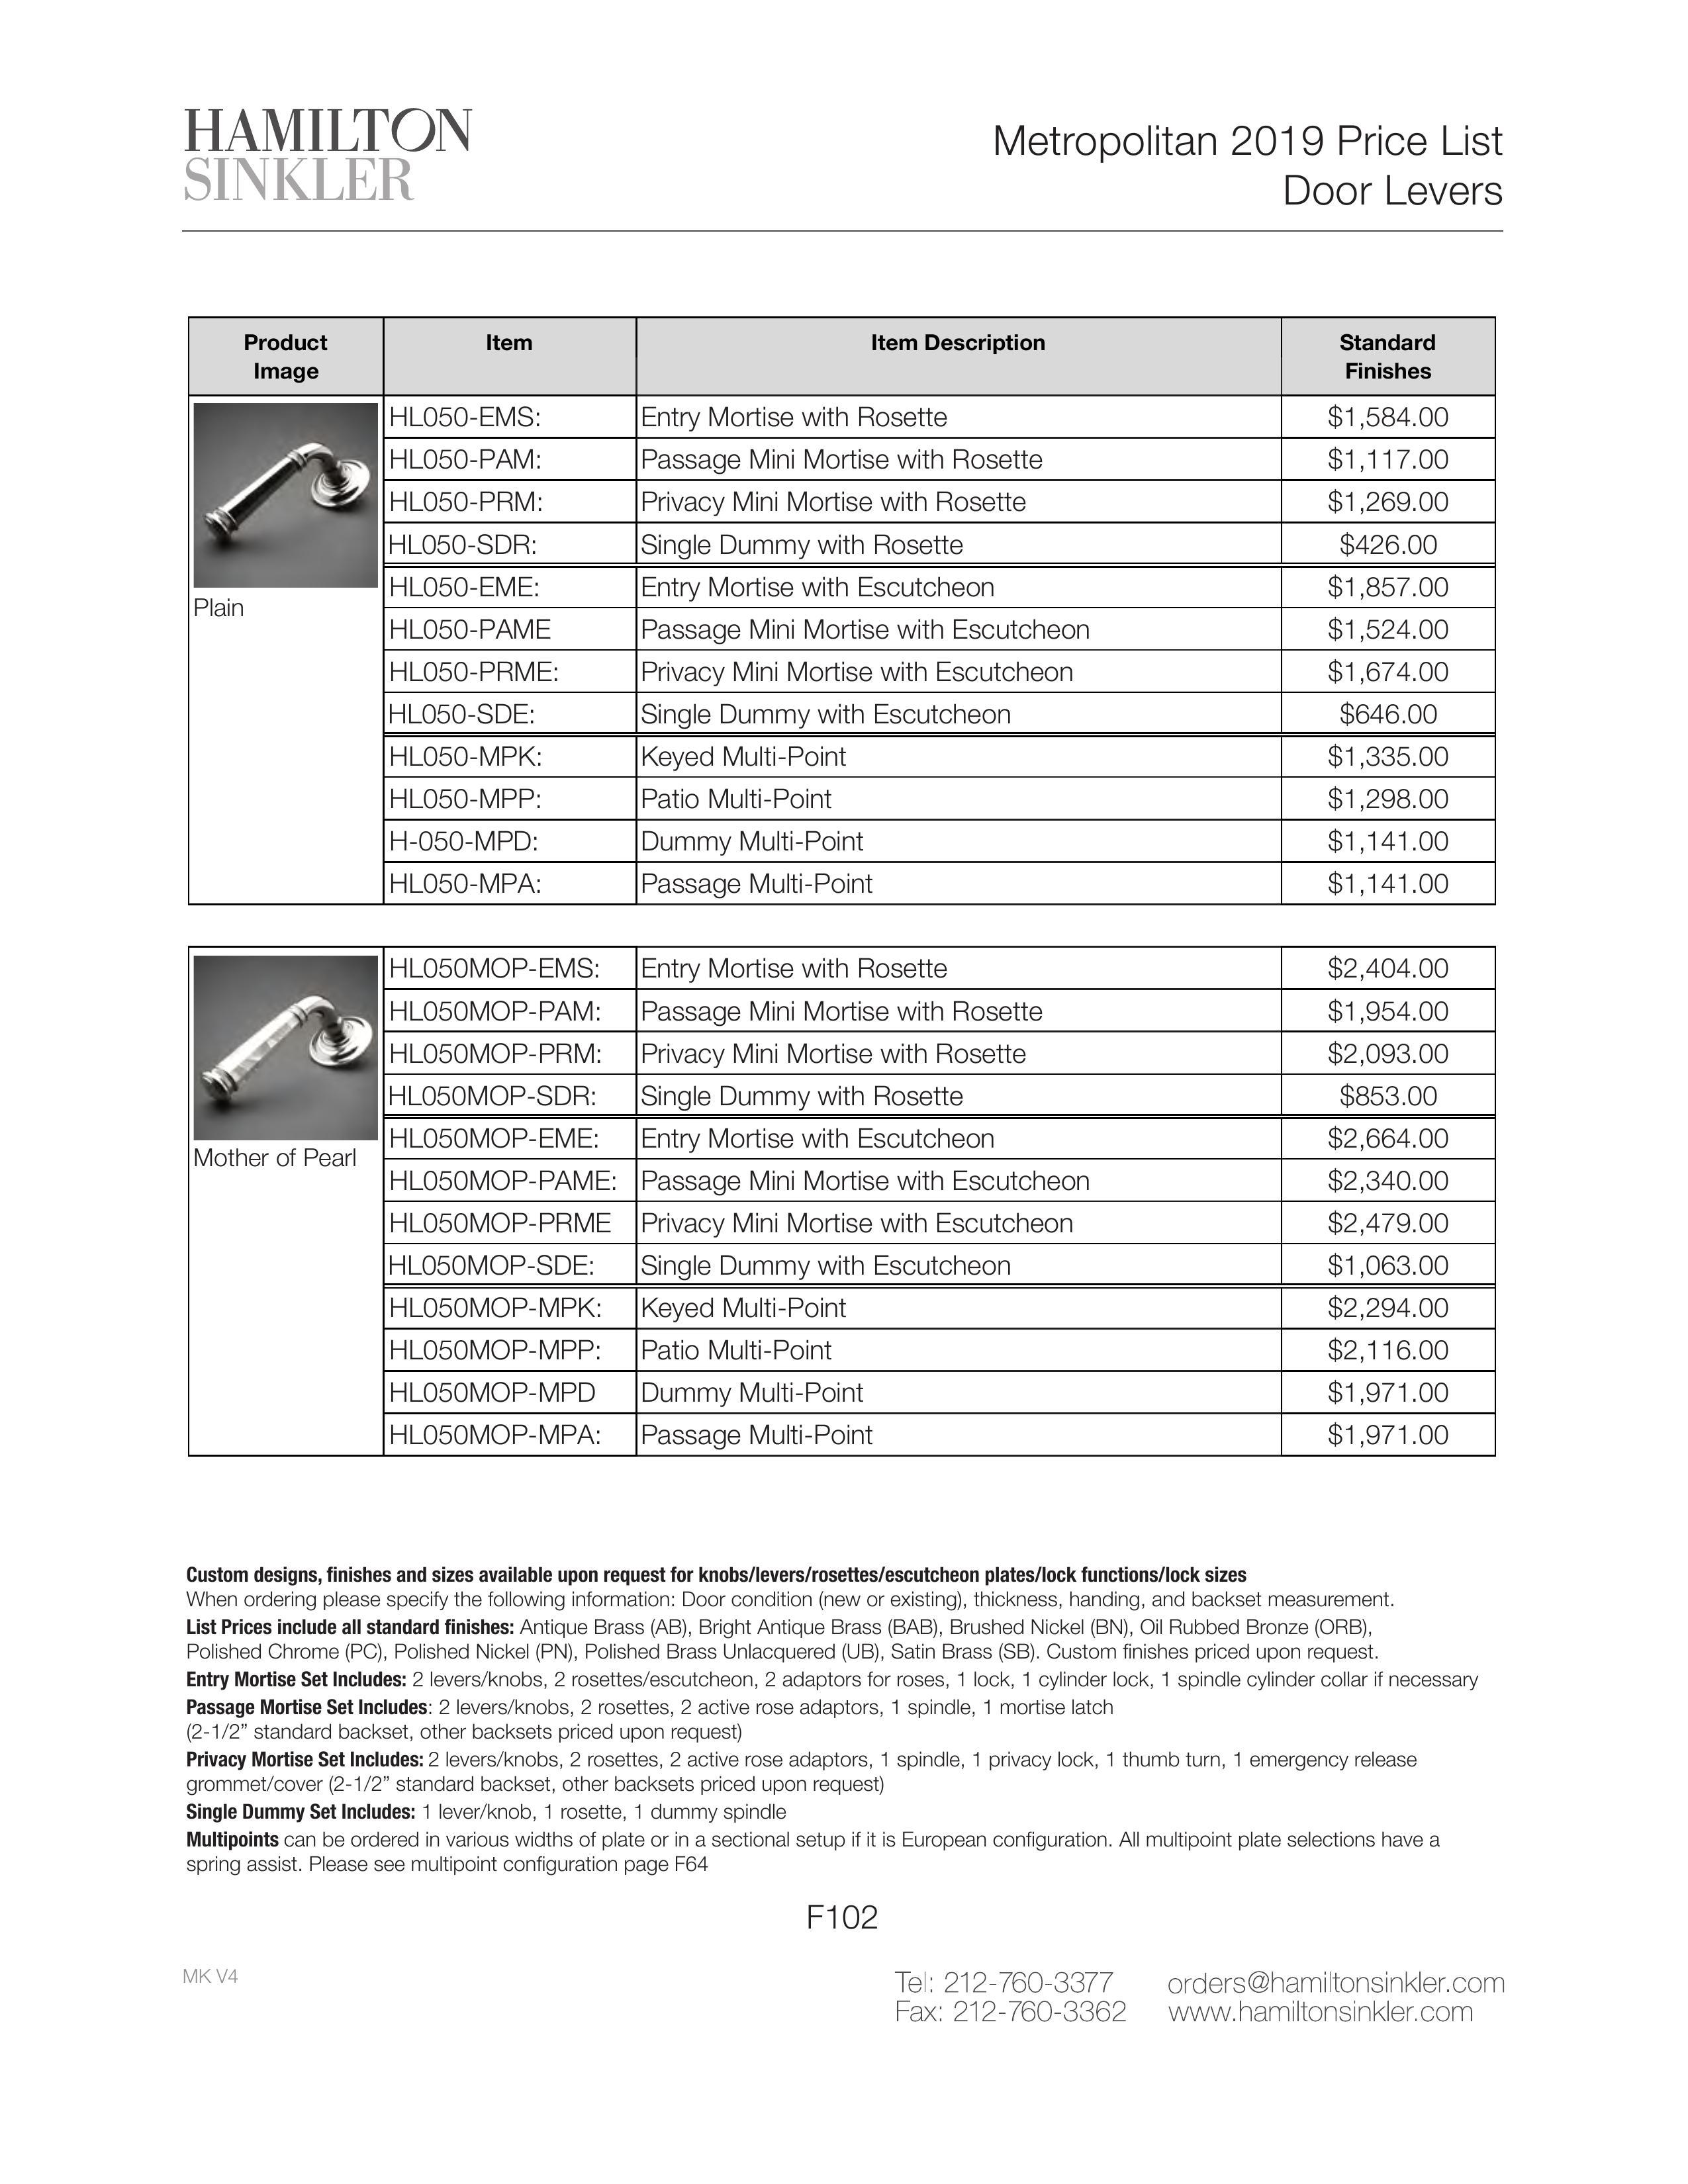 HAMILTON
SINKLER
Metropolitan 2019 Price List
Door Levers
Product Image Item Item Description Standard Finishes
HL050-EMS: Entry Mortise with Rosette $1,584.00
HL050-PAM: Passage Mini Mortise with Rosette $1,117.00
HL050-PRM: Privacy Mini Mortise with Rosette $1,269.00
HL050-SDR: Single Dummy with Rosette $426.00
HL050-EME: Entry Mortise with Escutcheon $1,857.00
Plain
HL050-PAME Passage Mini Mortise with Escutcheon $1,524.00
HL050-PRME: Privacy Mini Mortise with Escutcheon $1,674.00
HL050-SDE: Single Dummy with Escutcheon $646.00
HL050-MPK: Keyed Multi-Point $1,335.00
HL050-MPP: Patio Multi-Point $1,298.00
H-050-MPD: Dummy Multi-Point $1,141.00
HL050-MPA: Passage Multi-Point $1,141.00
HL050MOP-EMS: Entry Mortise with Rosette $2,404.00
HL050MOP-PAM: Passage Mini Mortise with Rosette $1,954.00
HL050MOP-PRM: Privacy Mini Mortise with Rosette $2,093.00
HL050MOP-SDR: Single Dummy with Rosette $853.00
HL050MOP-EME: Entry Mortise with Escutcheon $2,664.00
Mother of Pearl
HL050MOP-PAME: Passage Mini Mortise with Escutcheon $2,340.00
HL050MOP-PRME Privacy Mini Mortise with Escutcheon $2,479.00
HL050MOP-SDE: Single Dummy with Escutcheon $1,063.00
HL050MOP-MPK: Keyed Multi-Point $2,294.00
HL050MOP-MPP: Patio Multi-Point $2,116.00
HL050MOP-MPD Dummy Multi-Point $1,971.00
HL050MOP-MPA: Passage Multi-Point $1,971.00
Custom designs, finishes and sizes available upon request for knobs/levers/rosettes/escutcheon plates/lock functions/lock sizes
When ordering please specify the following information: Door condition (new or existing), thickness, handing, and backset measurement.
List Prices include all standard finishes: Antique Brass (AB), Bright Antique Brass (BAB), Brushed Nickel (BN), Oil Rubbed Bronze (ORB),
Polished Chrome (PC), Polished Nickel (PN), Polished Brass Unlacquered (UB), Satin Brass (SB). Custom finishes priced upon request.
Entry Mortise Set Includes: 2 levers/knobs, 2 rosettes/escutcheon, 2 adaptors for roses, 1 lock, 1 cylinder lock, 1 spindle cylinder collar if necessary
Passage Mortise Set Includes: 2 levers/knobs, 2 rosettes, 2 active rose adaptors, 1 spindle, 1 mortise latch
(2-1/2” standard backset, other backsets priced upon request)
Privacy Mortise Set Includes: 2 levers/knobs, 2 rosettes, 2 active rose adaptors, 1 spindle, 1 privacy lock, 1 thumb turn, 1 emergency release
grommet/cover (2-1/2” standard backset, other backsets priced upon request)
Single Dummy Set Includes: 1 lever/knob, 1 rosette, 1 dummy spindle
Multipoints can be ordered in various widths of plate or in a sectional setup if it is European configuration. All multipoint plate selections have a
spring assist. Please see multipoint configuration page F64
F102
MK V4
Tel: 212-760-3377 orders@hamiltonsinkler.com
Fax: 212-760-3362 www.hamiltonsinkler.com